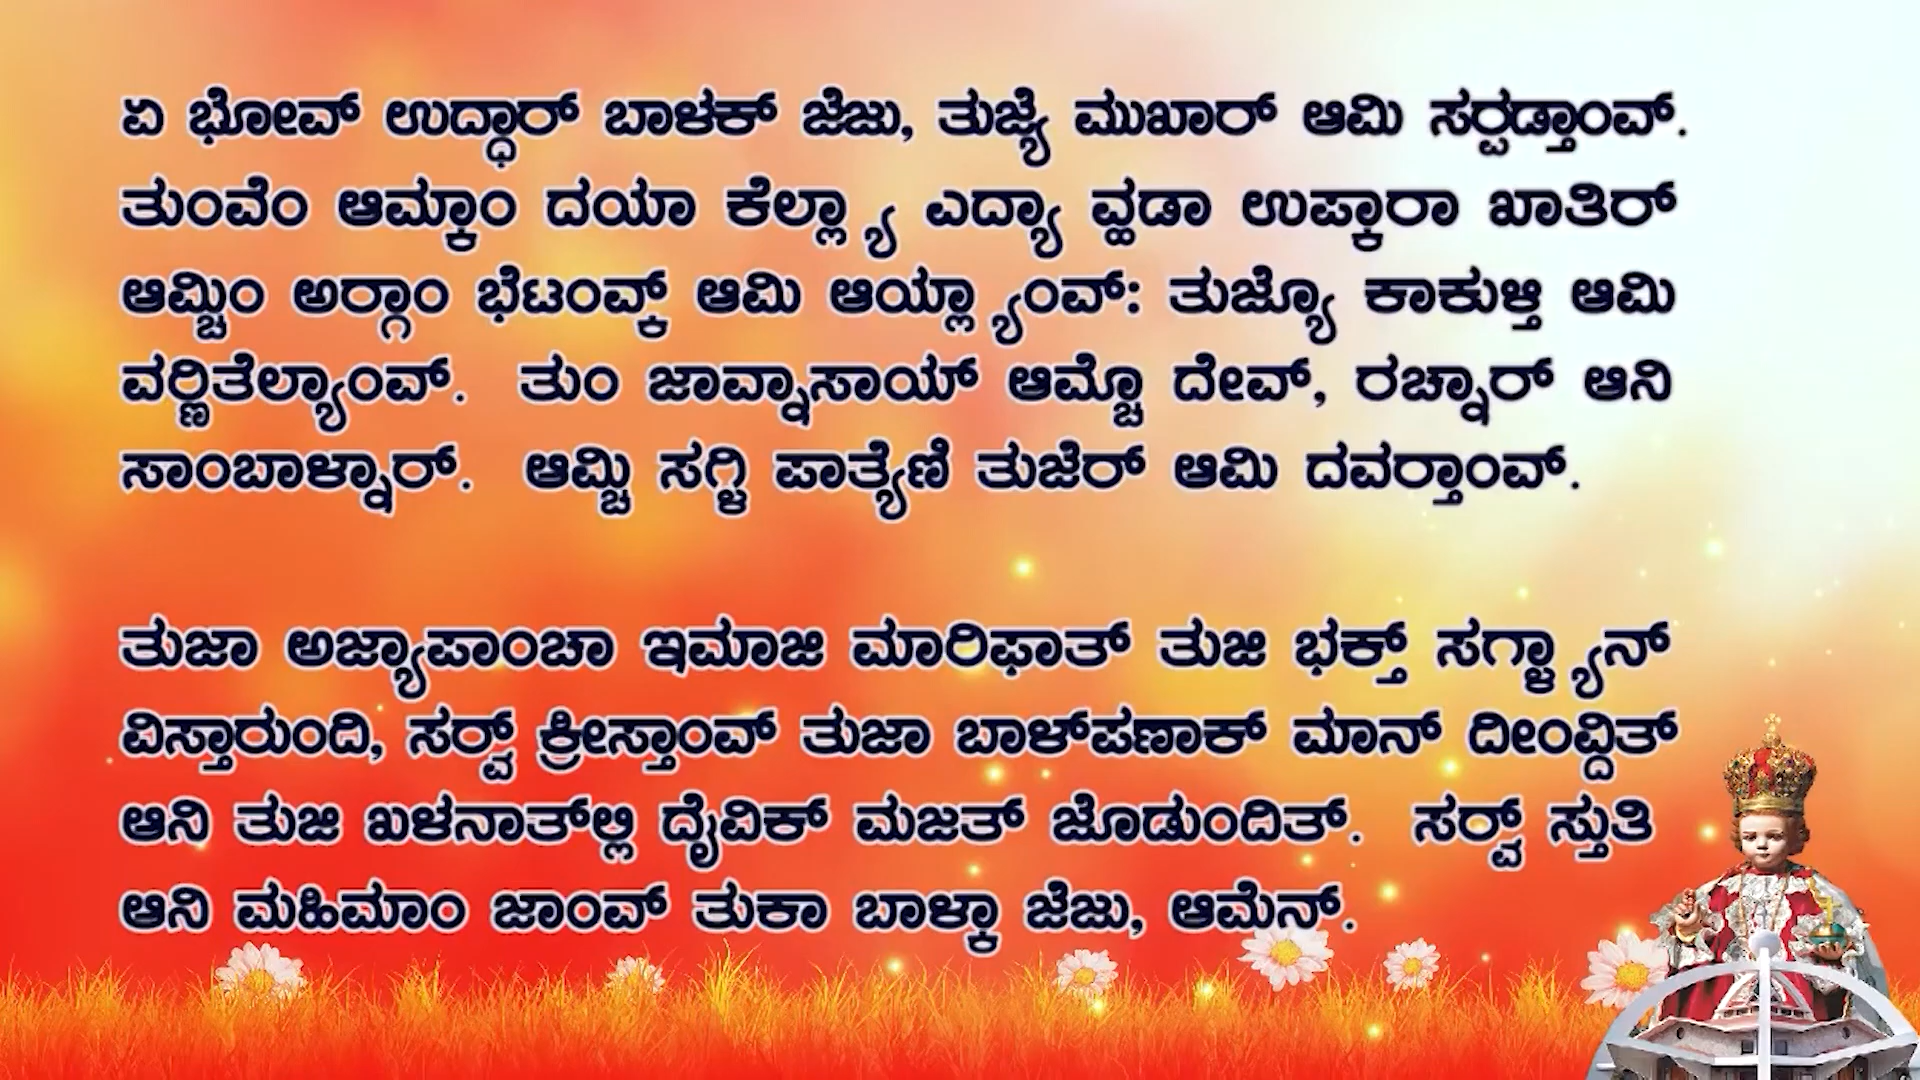 ಏ ಭೋವ್ ಉದ್ಧಾರ್ ಬಾಳಕ್ ಜೆಜು, ತುಜ್ಯೆ ಮುಖಾರ್ ಆಮಿ ಸರ‍್ಪಡ್ತಾಂವ್.
ತುಂವೆಂ ಆಮ್ಕಾಂ ದಯಾ ಕೆಲ್ಲ್ಯಾ ಎದ್ಯಾ ವ್ಹಡಾ ಉಪ್ಕಾರಾ ಖಾತಿರ್
ಆಮ್ಚಿಂ ಅರ‍್ಗಾಂ ಭೆಟಂವ್ಕ್ ಆಮಿ ಆಯ್ಲ್ಯಾಂವ್: ತುಜ್ಯೊ ಕಾಕುಳ್ತಿ ಆಮಿ
ವರ‍್ಣಿತೆಲ್ಯಾಂವ್. ತುಂ ಜಾವ್ನಾಸಾಯ್ ಆಮ್ಚೊ ದೇವ್, ರಚ್ನಾರ್ ಆನಿ
ಸಾಂಬಾಳ್ನಾರ್. ಆಮ್ಚಿ ಸಗ್ಳಿ ಪಾತ್ಯೆಣಿ ತುಜೆರ್ ಆಮಿ ದವರ‍್ತಾಂವ್.
ತುಜಾ ಅಜ್ಯಾಪಾಂಚಾ ಇಮಾಜಿ ಮಾರಿಫಾತ್ ತುಜಿ ಭಕ್ತ್ ಸಗ್ಳ್ಯಾನ್
ವಿಸ್ತಾರುಂದಿ, ಸರ‍್ವ್ ಕ್ರೀಸ್ತಾಂವ್ ತುಜಾ ಬಾಳ್‌ಪಣಾಕ್ ಮಾನ್ ದೀಂವ್ದಿತ್
ಆನಿ ತುಜಿ ಖಳನಾತ್‌ಲ್ಲಿ ದೈವಿಕ್ ಮಜತ್ ಜೊಡುಂದಿತ್. ಸರ‍್ವ್ ಸ್ತುತಿ
ಆನಿ ಮಹಿಮಾಂ ಜಾಂವ್ ತುಕಾ ಬಾಳ್ಕಾ ಜೆಜು, ಆಮೆನ್.